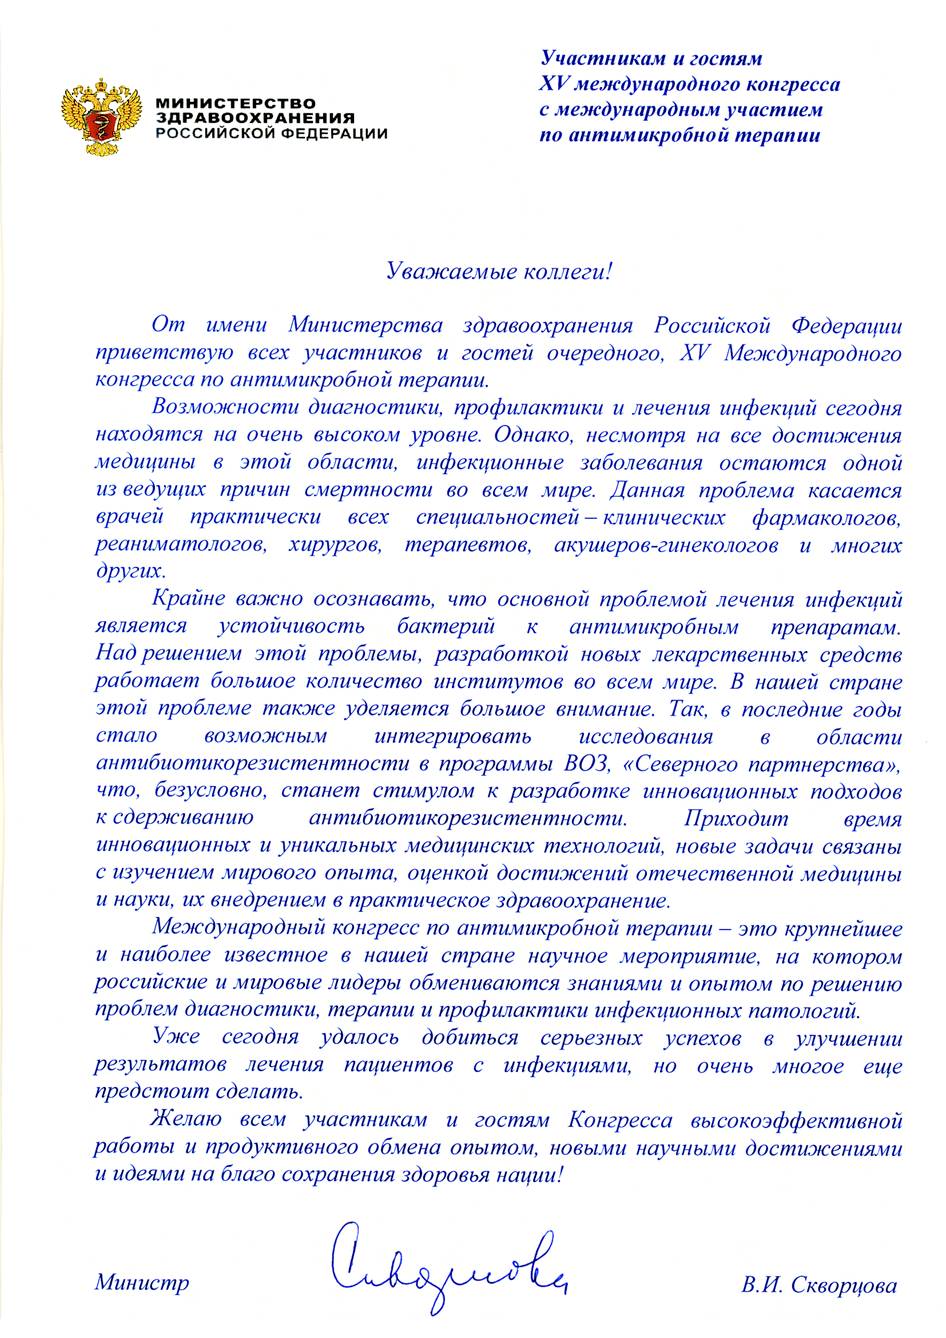 Участникам и гостям
XV международного конгресса
с международным участием
по антимикробной терапии
МИНИСТЕРСТВО
ЗДРАВООХРАНЕНИЯ
РОССИЙСКОЙ ФЕДЕРАЦИИ
Уважаемые коллеги!
От имени Министерства здравоохранения Российской Федерации
приветствую всех участников и гостей очередного, XV Международного
конгресса по антимикробной терапии.
Возможности диагностики, профилактики и лечения инфекций сегодня
находятся на очень высоком уровне. Однако, несмотря на все достижения
медицины в этой области, инфекционные заболевания остаются одной
из ведущих причин смертности во всем мире. Данная проблема касается
врачей практически всех специальностей – клинических фармакологов,
реаниматологов, хирургов, терапевтов, акушеров-гинекологов и многих
других.
Крайне важно осознавать, что основной проблемой лечения инфекций
является устойчивость бактерий к антимикробным препаратам.
Над решением этой проблемы, разработкой новых лекарственных средств
работает большое количество институтов во всем мире. В нашей стране
этой проблеме также уделяется большое внимание. Так, в последние годы
стало возможным интегрировать исследования в области
антибиотикорезистентности в программы ВОЗ, «Северного партнерства»,
что, безусловно, станет стимулом к разработке инновационных подходов
к сдерживанию антибиотикорезистентности. Приходит время
инновационных и уникальных медицинских технологий, новые задачи связаны
с изучением мирового опыта, оценкой достижений отечественной медицины
и науки, их внедрением в практическое здравоохранение.
Международный конгресс по антимикробной терапии – это крупнейшее
и наиболее известное в нашей стране научное мероприятие, на котором
российские и мировые лидеры обмениваются знаниями и опытом по решению
проблем диагностики, терапии и профилактики инфекционных патологий.
Уже сегодня удалось добиться серьезных успехов в улучшении
результатов лечения пациентов с инфекциями, но очень многое еще
предстоит сделать.
Желаю всем участникам и гостям Конгресса высокоэффективной
работы и продуктивного обмена опытом, новыми научными достижениями
и идеями на благо сохранения здоровья нации!
Скворцова
Министр В.И. Скворцова